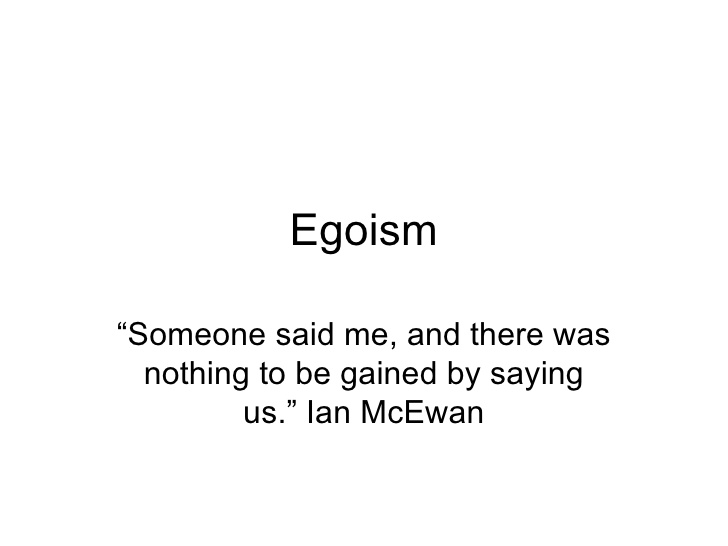 Egoism
“Someone said me, and there was
nothing to be gained by saying
us.” Ian McEwan